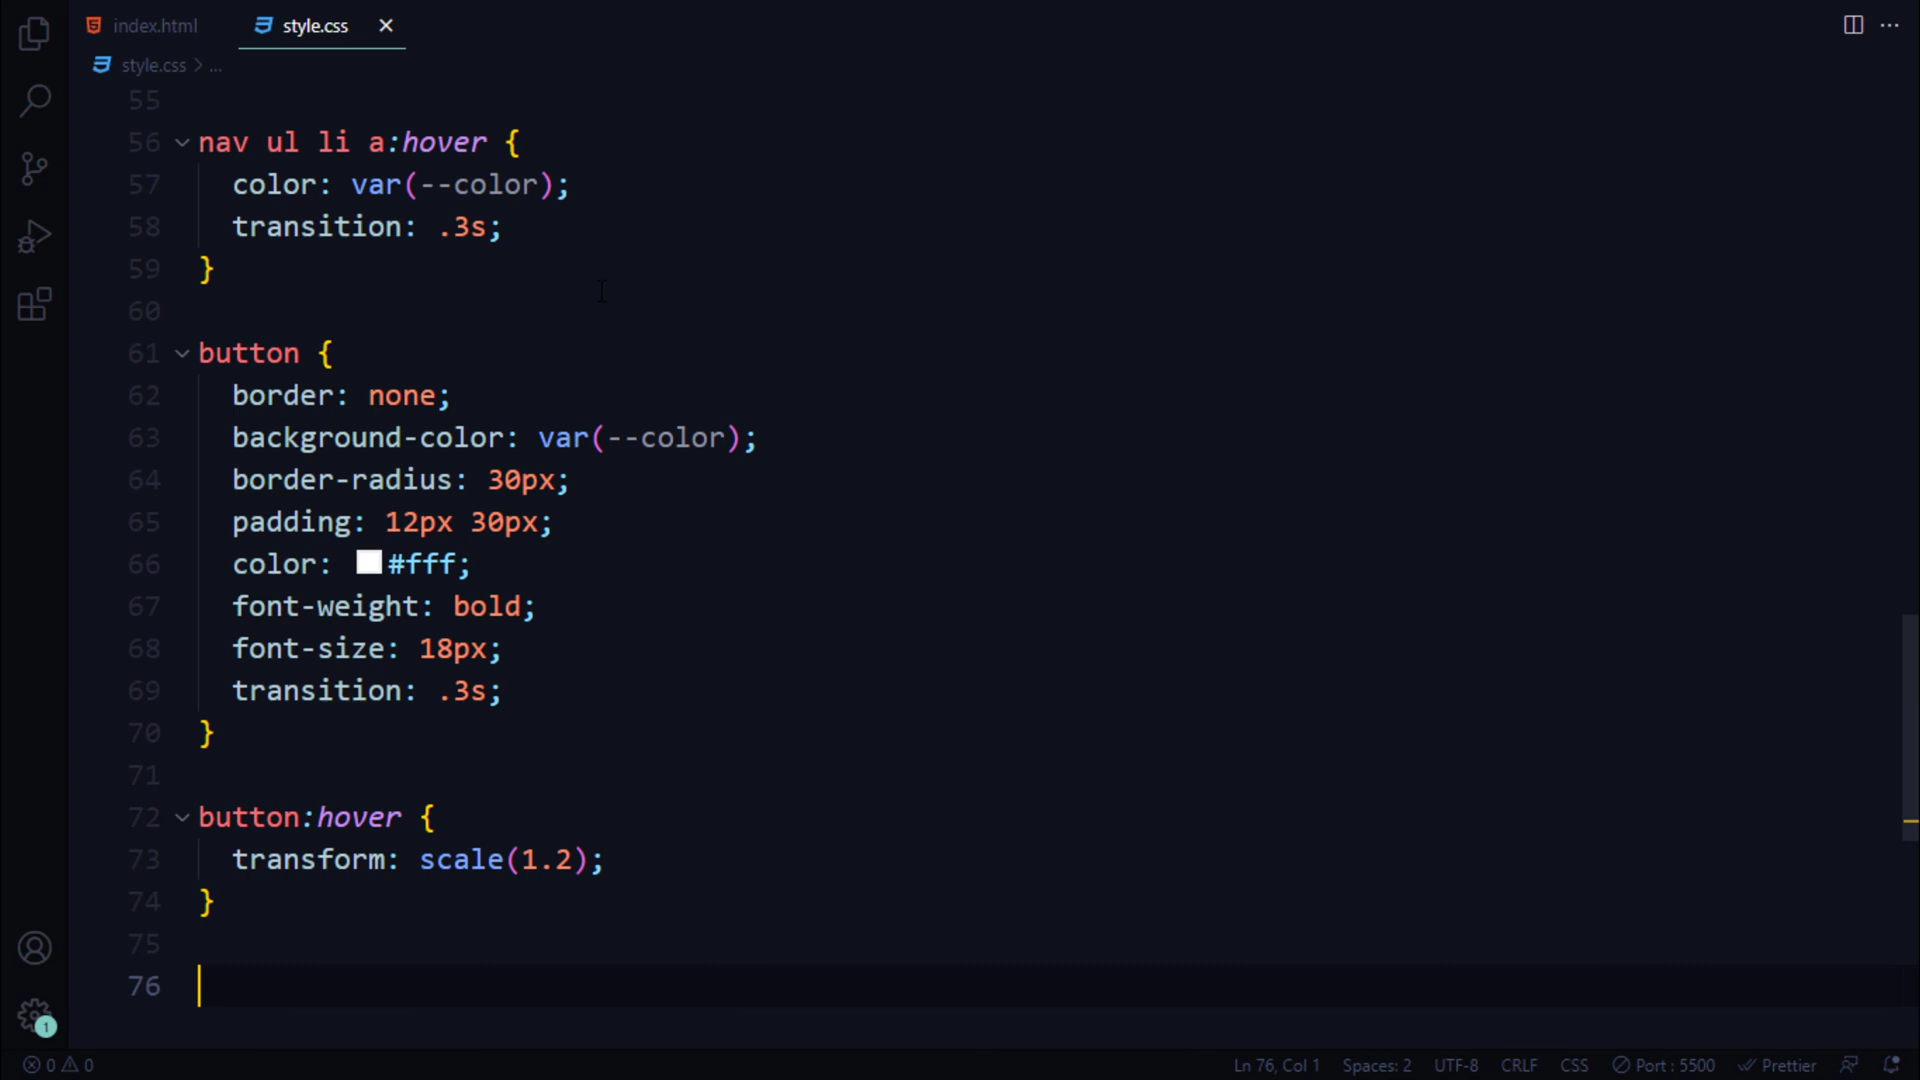 index.html style.css
style.css > ...
55
56 nav ul li a:hover {
57 color: var(--color);
58 transition: .3s;
59 }
60
61 button {
62 border: none;
63 background-color: var(--color);
64 border-radius: 30px;
65 padding: 12px 30px;
66 color: #fff;
67 font-weight: bold;
68 font-size: 18px;
69 transition: .3s;
70 }
71
72 button:hover {
73 transform: scale(1.2);
74 }
75
76
1
0 0 Ln 76, Col 1 Spaces: 2 UTF-8 CRLF CSS Port : 5500 Prettier